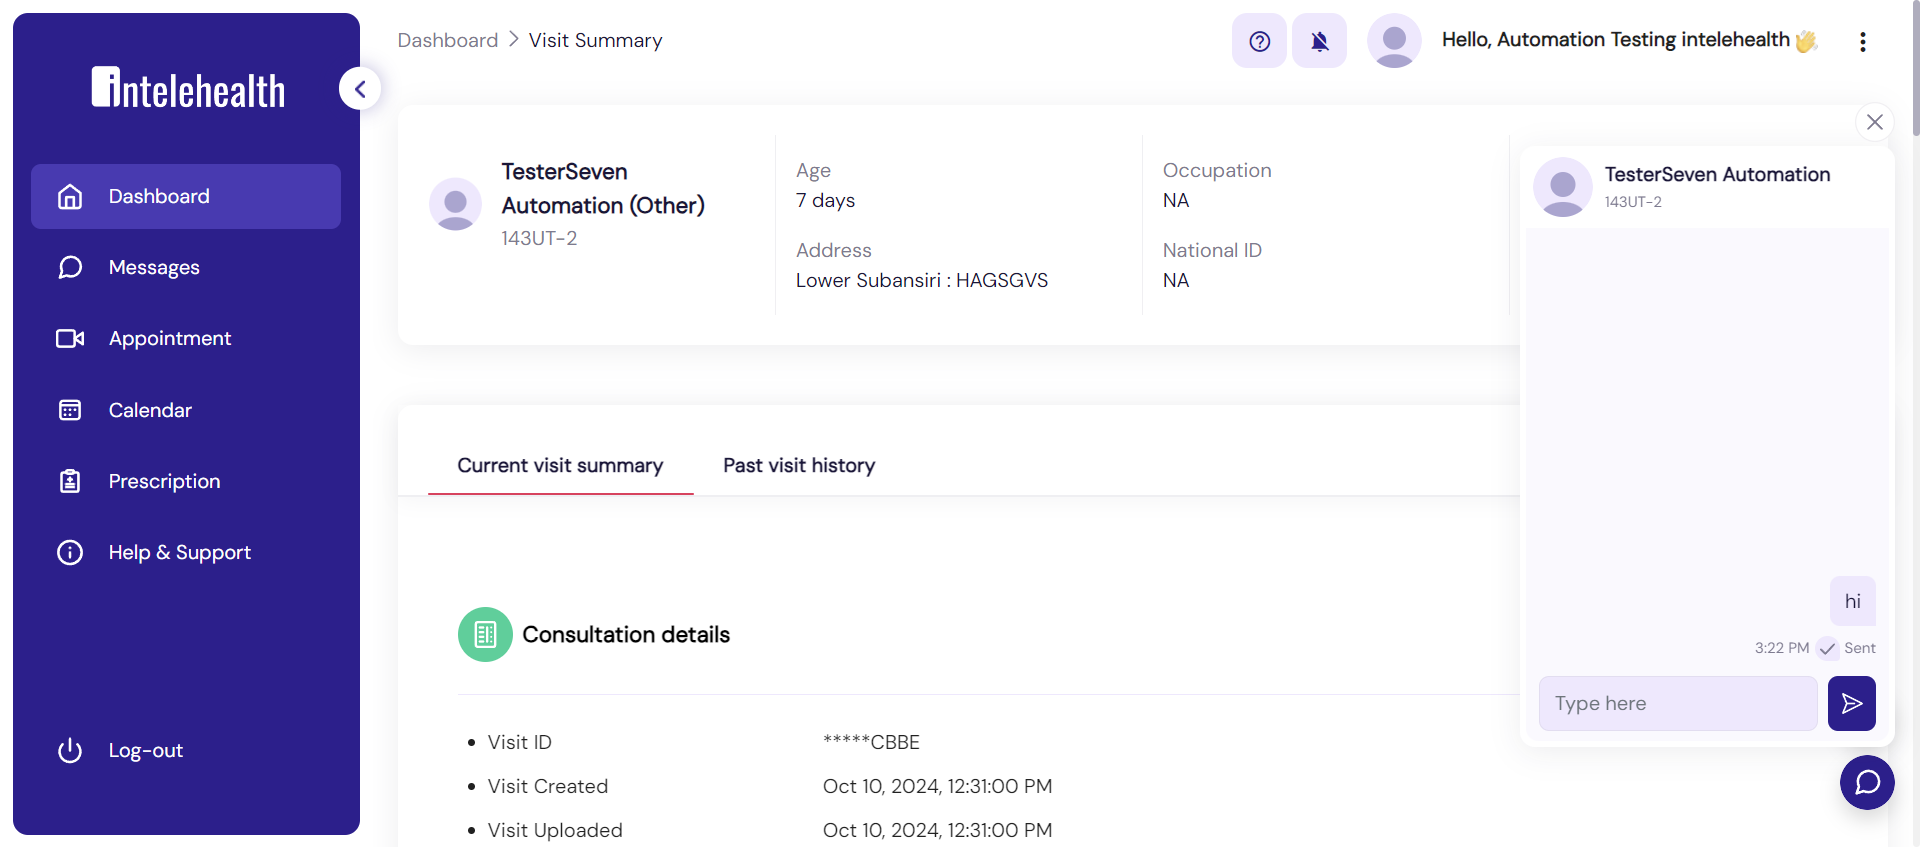 intelehealth
Dashboard
Messages
Appointment
Calendar
Prescription
Help & Support
Log-out
Dashboard > Visit Summary
Hello, Automation Testing intelehealth 👋
TesterSeven
Automation (Other)
143UT-2
Age
7 days
Address
Lower Subansiri : HAGSGVS
Occupation
NA
National ID
NA
Current visit summary
Past visit history
Consultation details
• Visit ID *****CBBE
• Visit Created Oct 10, 2024, 12:31:00 PM
• Visit Uploaded Oct 10, 2024, 12:31:00 PM
TesterSeven Automation
143UT-2
hi
3:22 PM ✓ Sent
Type here